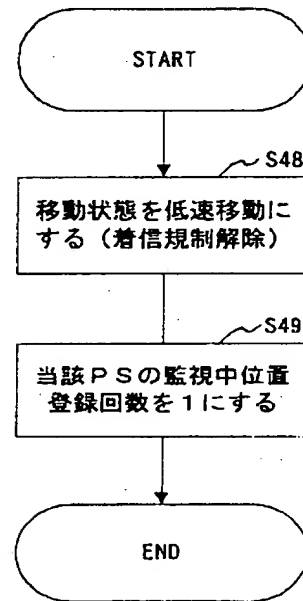 START
S48
移動状態を低速移動に
する（着信規制解除）
S49
当該ＰＳの監視中位置
登録回数を１にする
END